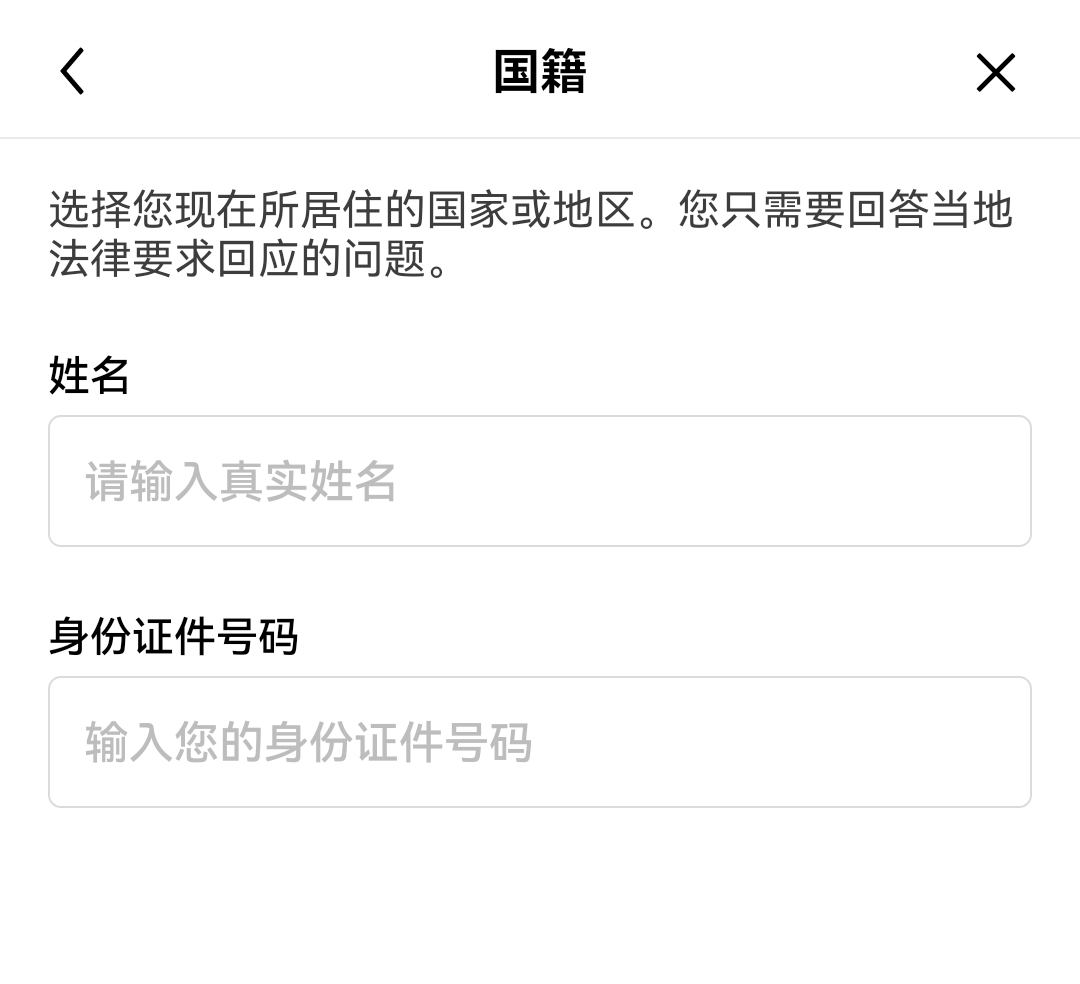 国籍
选择您现在所居住的国家或地区。您只需要回答当地
法律要求回应的问题。
姓名
请输入真实姓名
身份证件号码
输入您的身份证件号码